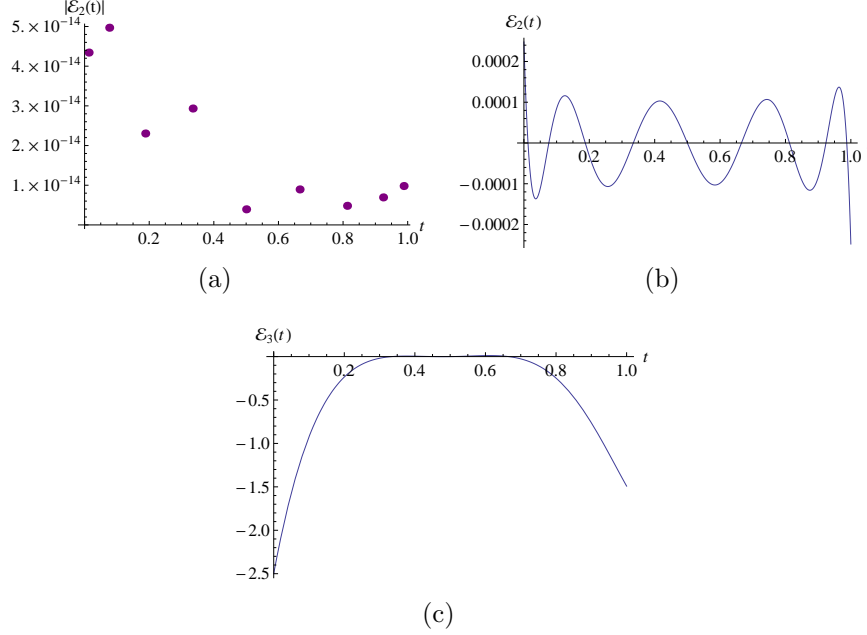 |ℰ₂(t)|
5.×10⁻¹⁴
4.×10⁻¹⁴
3.×10⁻¹⁴
2.×10⁻¹⁴
1.×10⁻¹⁴
0.2 0.4 0.6 0.8 1.0 t
(a)
ℰ₂(t)
0.0002
0.0001
-0.0001
-0.0002
0.2 0.4 0.6 0.8 1.0 t
(b)
ℰ₃(t)
0.2 0.4 0.6 0.8 1.0 t
-0.5
-1.0
-1.5
-2.0
-2.5
(c)